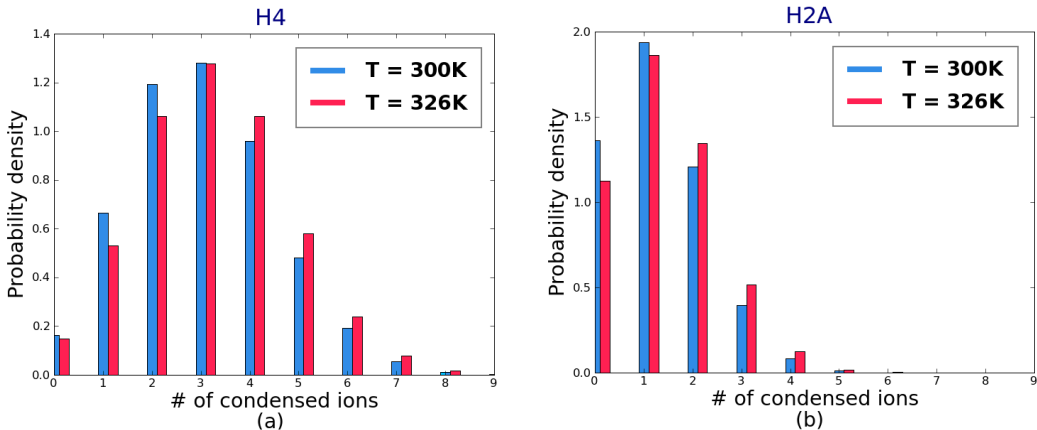 H4
1.4
1.2
1.0
0.8
0.6
0.4
0.2
0.0
Probability density
T = 300K
T = 326K
0 1 2 3 4 5 6 7 8 9
# of condensed ions
(a)
H2A
2.0
1.5
1.0
0.5
0.0
Probability density
T = 300K
T = 326K
0 1 2 3 4 5 6 7 8 9
# of condensed ions
(b)